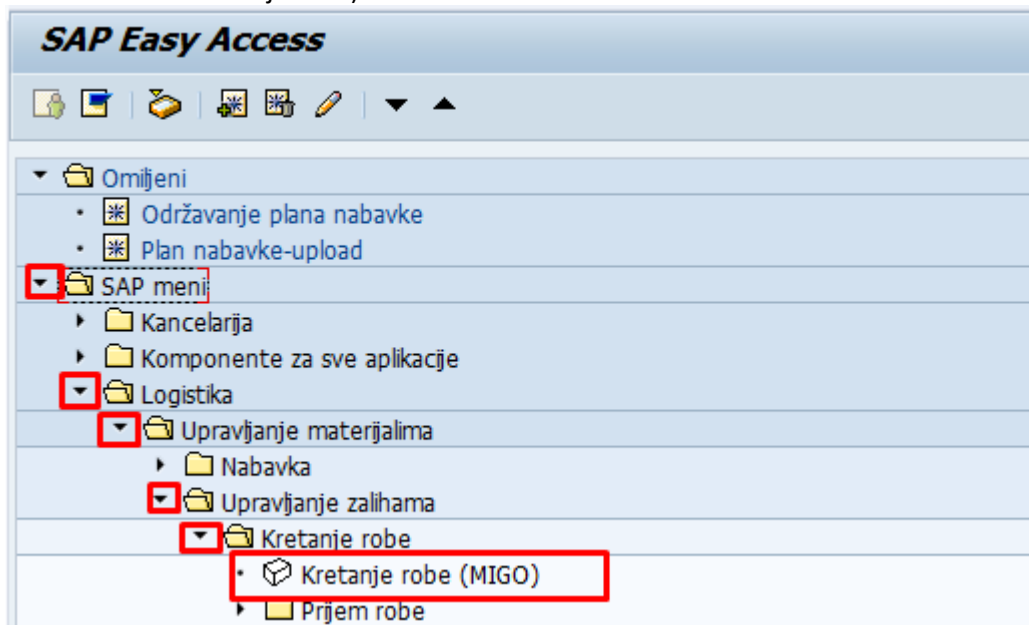 SAP Easy Access
Omiljeni
Održavanje plana nabavke
Plan nabavke-upload
SAP meni
Kancelarija
Komponente za sve aplikacije
Logistika
Upravljanje materijalima
Nabavka
Upravljanje zalihama
Kretanje robe
Kretanje robe (MIGO)
Prijem robe